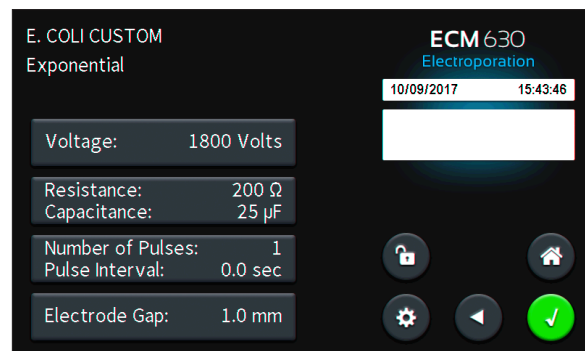 E. COLI CUSTOM
Exponential
ECM 630
Electroporation
10/09/2017 15:43:46
Voltage: 1800 Volts
Resistance: 200 Ω
Capacitance: 25 µF
Number of Pulses: 1
Pulse Interval: 0.0 sec
Electrode Gap: 1.0 mm